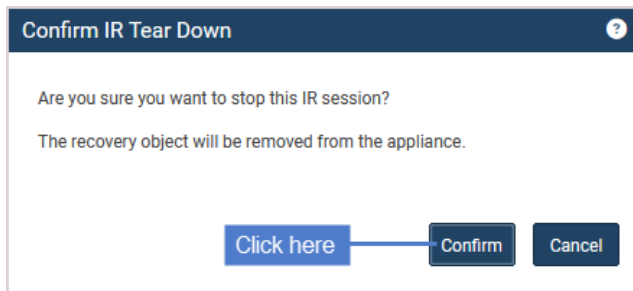 Confirm IR Tear Down ?
Are you sure you want to stop this IR session?
The recovery object will be removed from the appliance.
Click here Confirm Cancel